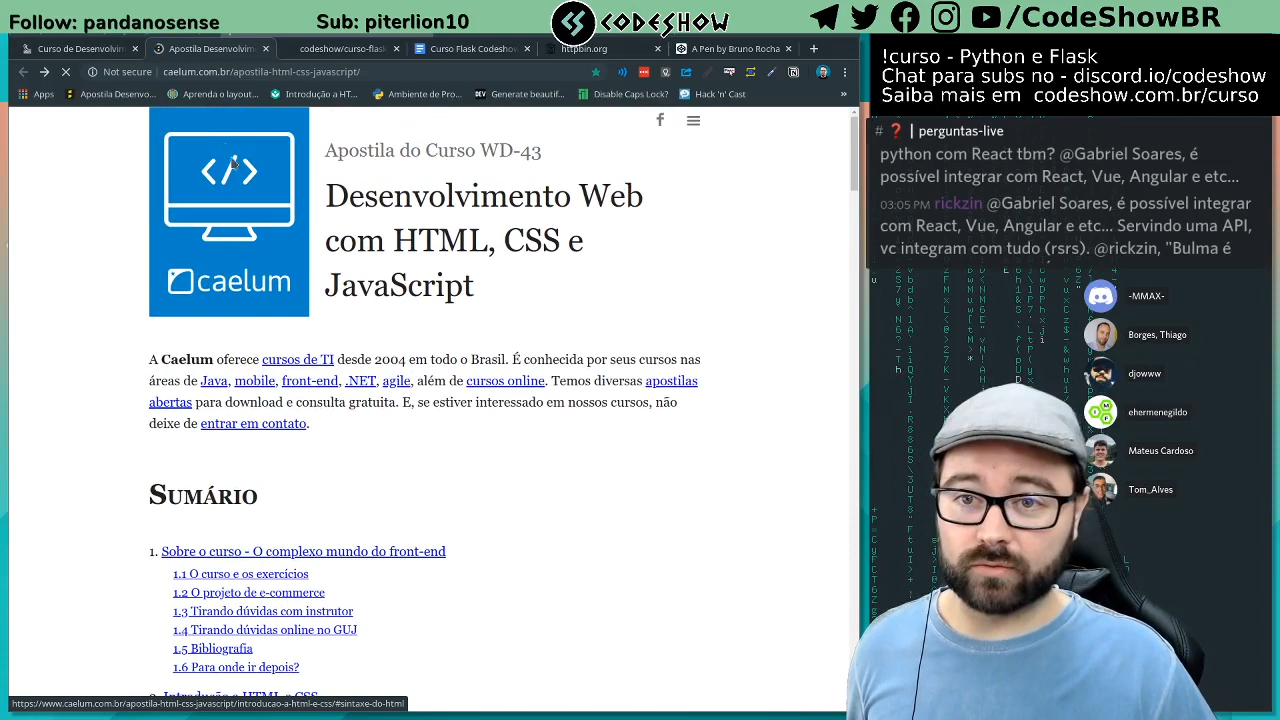 Follow: pandanosense
Sub: piterlion10
CODESHOW
/CodeShowBR
Curso de Desenvolvim
Apostila Desenvolvim
codeshow/curso-flask
Curso Flask Codeshow
httpbin.org
A Pen by Bruno Rocha
Not secure
caelum.com.br/apostila-html-css-javascript/
Apps
Apostila Desenvo...
Aprenda o layout...
Introdução a HT...
Ambiente de Pro...
Generate beautif...
Disable Caps Lock?
Hack 'n' Cast
»
!curso - Python e Flask
Chat para subs no - discord.io/codeshow
Saiba mais em codeshow.com.br/curso
# ❓ | perguntas-live
python com React tbm? @Gabriel Soares, é
possível integrar com React, Vue, Angular e etc...
03:05 PM rickzin @Gabriel Soares, é possível integrar
com React, Vue, Angular e etc... Servindo uma API,
vc integram com tudo (rsrs). @rickzin, "Bulma é
-MMAX-
Borges, Thiago
djowww
ehermenegildo
Mateus Cardoso
Tom_Alves
caelum
Apostila do Curso WD-43
Desenvolvimento Web
com HTML, CSS e
JavaScript
A Caelum oferece cursos de TI desde 2004 em todo o Brasil. É conhecida por seus cursos nas
áreas de Java, mobile, front-end, .NET, agile, além de cursos online. Temos diversas apostilas
abertas para download e consulta gratuita. E, se estiver interessado em nossos cursos, não
deixe de entrar em contato.
SUMÁRIO
1. Sobre o curso - O complexo mundo do front-end
1.1 O curso e os exercícios
1.2 O projeto de e-commerce
1.3 Tirando dúvidas com instrutor
1.4 Tirando dúvidas online no GUJ
1.5 Bibliografia
1.6 Para onde ir depois?
2. Introdução a HTML e CSS
https://www.caelum.com.br/apostila-html-css-javascript/introducao-a-html-e-css/#sintaxe-do-html